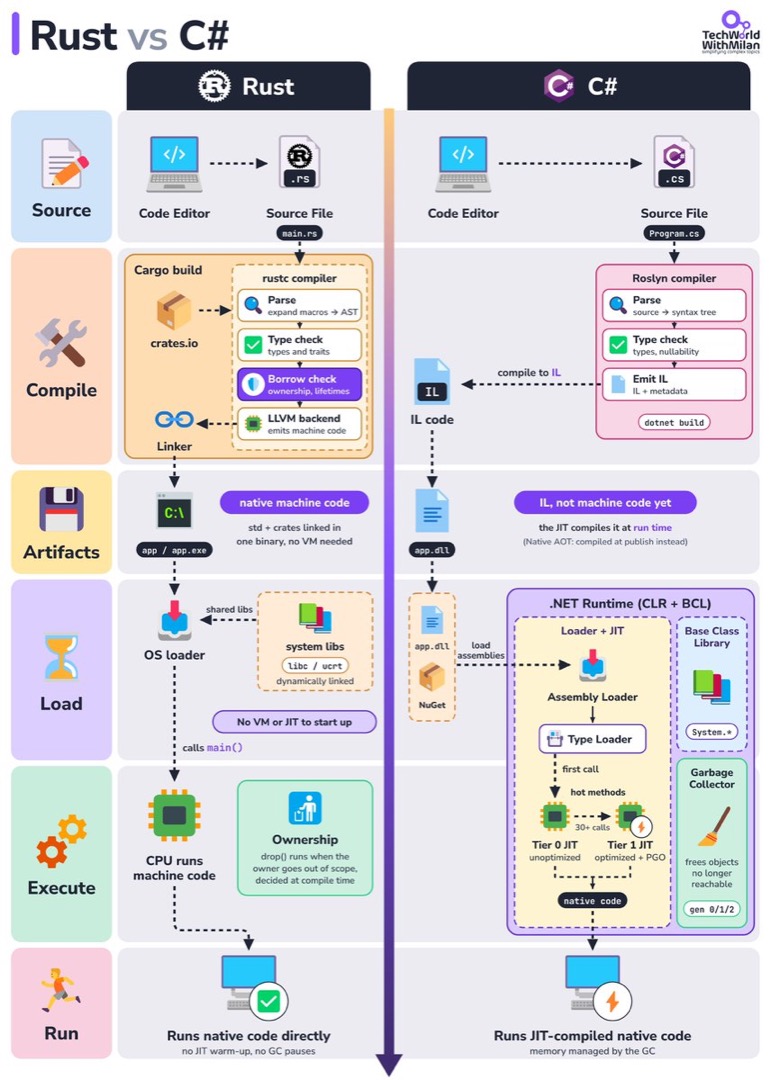 Rust vs C#
TechWorld
WithMilan
simplifying complex topics
Rust
C#
Source
</>
Code Editor
.rs
Source File
main.rs
</>
Code Editor
.cs
Source File
Program.cs
Compile
Cargo build
crates.io
Linker
rustc compiler
Parse
expand macros → AST
Type check
types and traits
Borrow check
ownership, lifetimes
LLVM backend
emits machine code
IL
IL code
compile to IL
Roslyn compiler
Parse
source → syntax tree
Type check
types, nullability
Emit IL
IL + metadata
dotnet build
Artifacts
C:\
app / app.exe
native machine code
std + crates linked in
one binary, no VM needed
app.dll
IL, not machine code yet
the JIT compiles it at run time
(Native AOT: compiled at publish instead)
Load
OS loader
shared libs
system libs
libc / ucrt
dynamically linked
No VM or JIT to start up
calls main()
app.dll
NuGet
load
assemblies
.NET Runtime (CLR + BCL)
Loader + JIT
Assembly Loader
Type Loader
first call
hot methods
30+ calls
Tier 0 JIT
unoptimized
Tier 1 JIT
optimized + PGO
native code
Base Class
Library
System.*
Garbage
Collector
frees objects
no longer
reachable
gen 0/1/2
Execute
CPU runs
machine code
Ownership
drop() runs when the
owner goes out of scope,
decided at compile time
Run
Runs native code directly
no JIT warm-up, no GC pauses
Runs JIT-compiled native code
memory managed by the GC